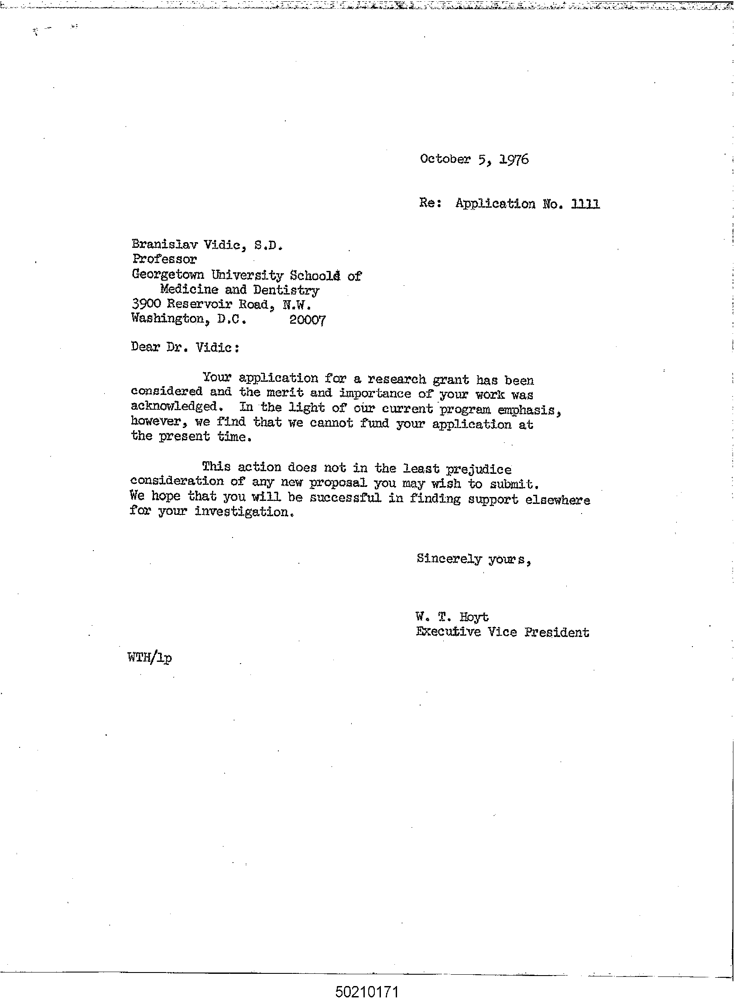 October 5, 1976
Re: Application No. 1111
Branislav Vidic, S.D.
Professor
Georgetown University Schools of
Medicine and Dentistry
3900 Reservoir Road, N.W.
Washington, D.C. 20007
Dear Dr. Vidic:
Your application for a research grant has been
considered and the merit and importance of your work was
acknowledged. In the light of our current program emphasis,
however, we find that we cannot fund your application at
the present time.
This action does not in the least prejudice
consideration of any new proposal you may wish to submit.
We hope that you will be successful in finding support elsewhere
for your investigation.
Sincerely yours,
W. T. Hoyt
Executive Vice President
WTH/lp
50210171